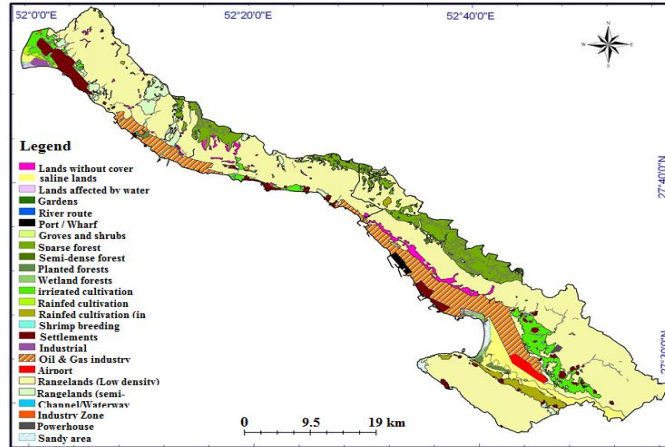 52°0'0"E
52°20'0"E
52°40'0"E
N
W E
S
27°40'0"N
27°30'0"N
Legend
Lands without cover
saline lands
Lands affected by water
Gardens
River route
Port / Wharf
Groves and shrubs
Sparse forest
Semi-dense forest
Planted forests
Wetland forests
irrigated cultivation
Rainfed cultivation
Rainfed cultivation (in
Shrimp breeding
Settlements
Industrial
Oil & Gas industry
Airport
Rangelands (Low density)
Rangelands (semi-
Channel/Waterway
Industry Zone
Powerhouse
Sandy area
0 9.5 19 km